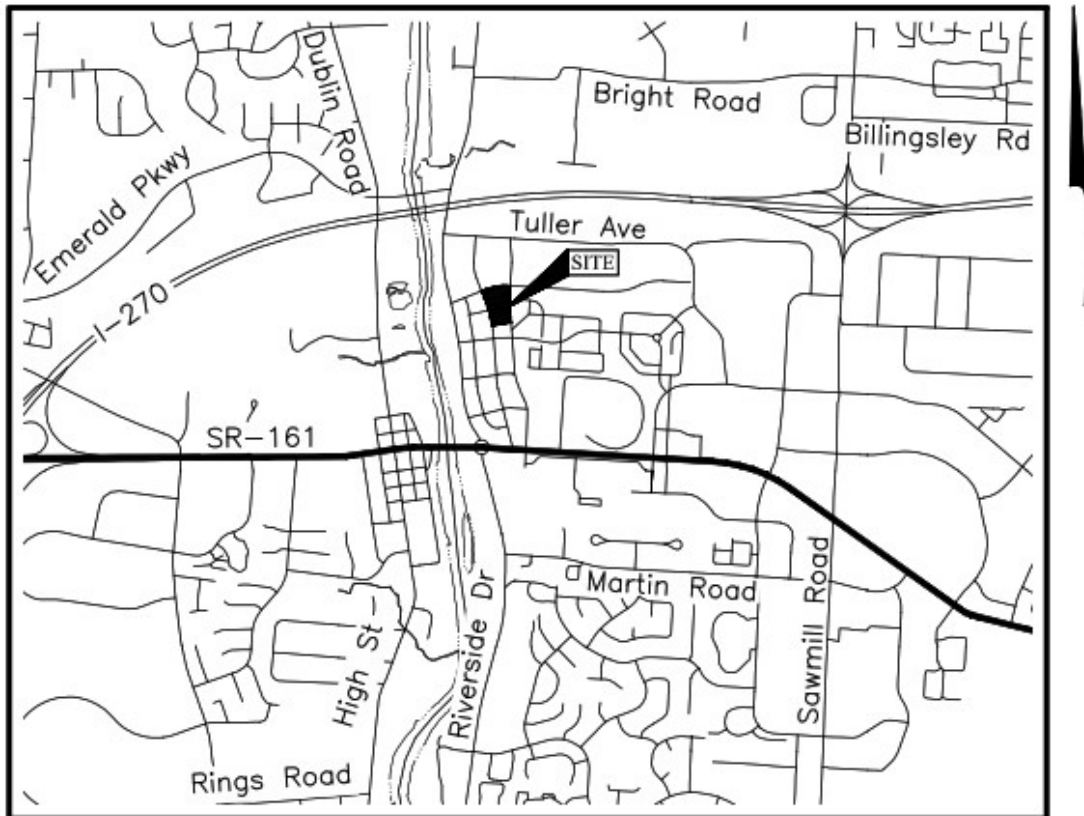 Dublin Road
Bright Road
Billingsley Rd
Emerald Pkwy
Tuller Ave
SITE
I-270
SR-161
Martin Road
Sawmill Road
Riverside Dr
High St
Rings Road